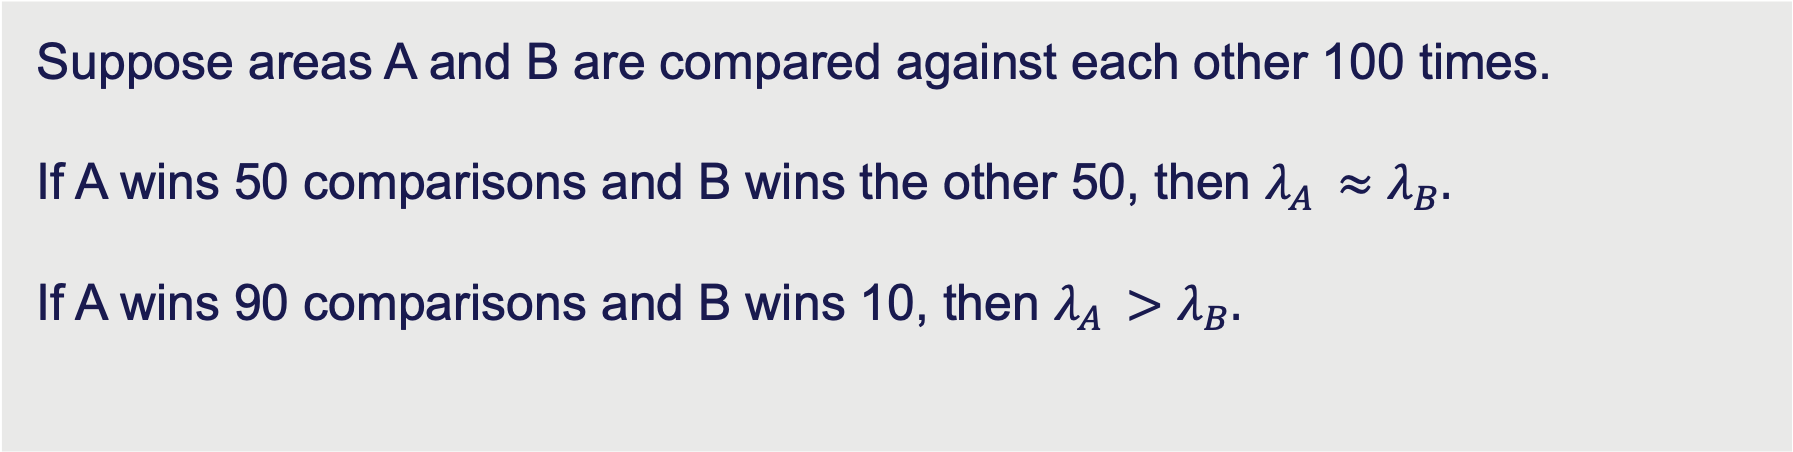 Suppose areas A and B are compared against each other 100 times.
If A wins 50 comparisons and B wins the other 50, then 𝜆_A ≈ 𝜆_B.
If A wins 90 comparisons and B wins 10, then 𝜆_A > 𝜆_B.